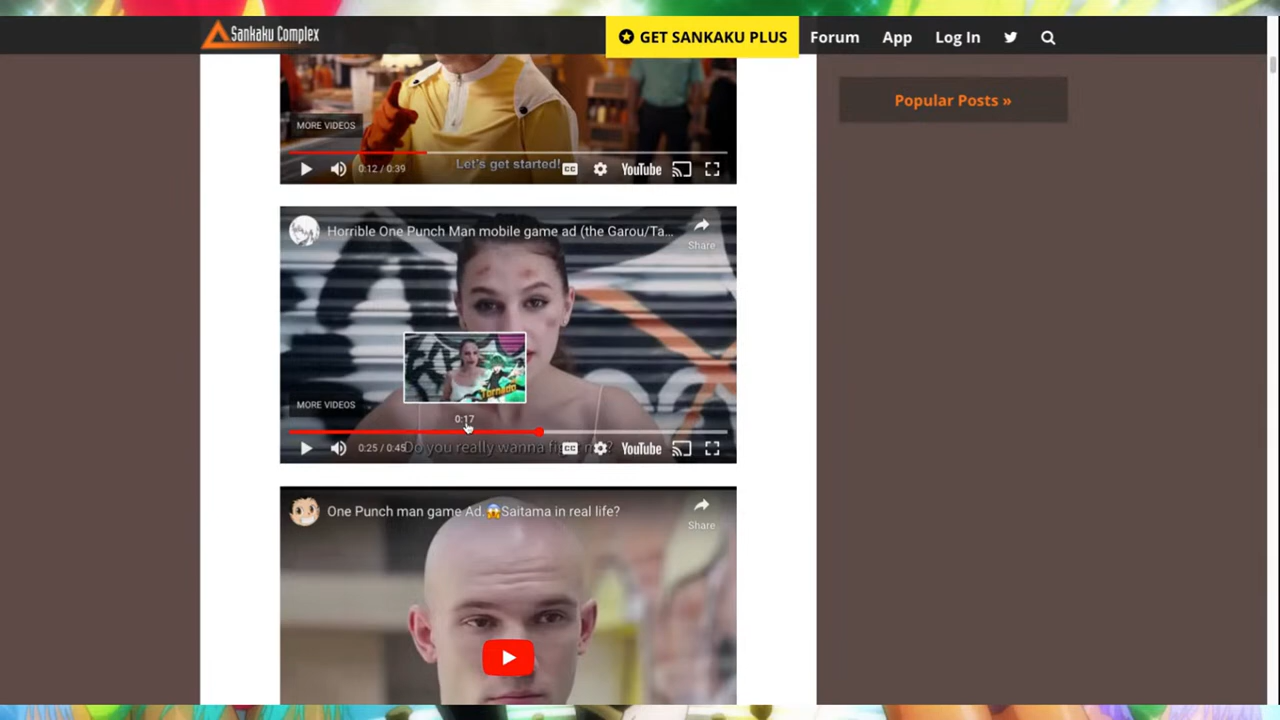 Sankaku Complex
GET SANKAKU PLUS
Forum
App
Log In
Popular Posts »
MORE VIDEOS
Let's get started!
0:12 / 0:39
YouTube
Horrible One Punch Man mobile game ad (the Garou/Ta...
Share
Tornado
MORE VIDEOS
0:17
0:25 / 0:45
Do you really wanna
YouTube
One Punch man game Ad.😱Saitama in real life?
Share